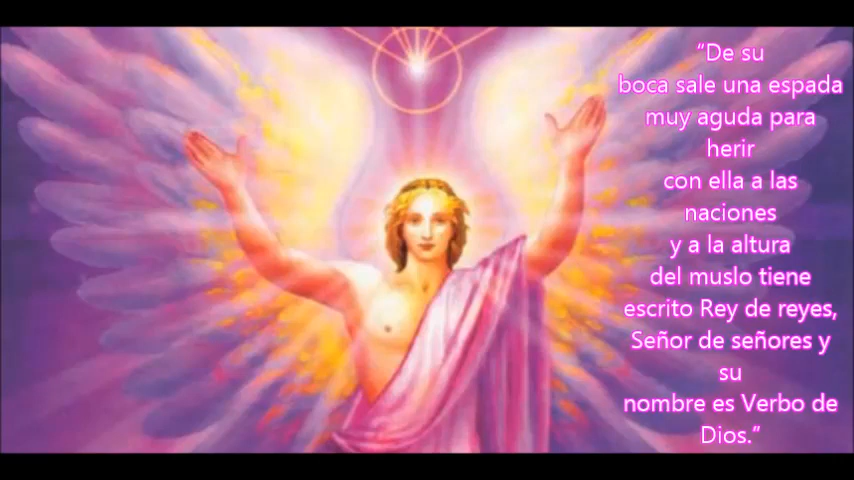 “De su
boca sale una espada
muy aguda para
herir
con ella a las
naciones
y a la altura
del muslo tiene
escrito Rey de reyes,
Señor de señores y
su
nombre es Verbo de
Dios.”